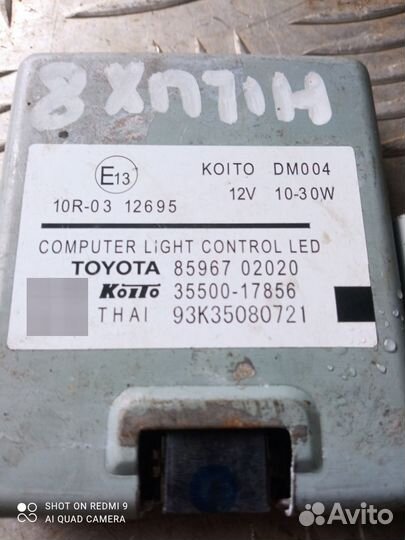 HILUX 8
E13
KOITO DM004
12V 10-30W
10R-03 12695
COMPUTER LIGHT CONTROL LED
TOYOTA 85967 02020
KOITO 35500-17856
THAI 93K35080721
SHOT ON REDMI 9
AI QUAD CAMERA
Avito